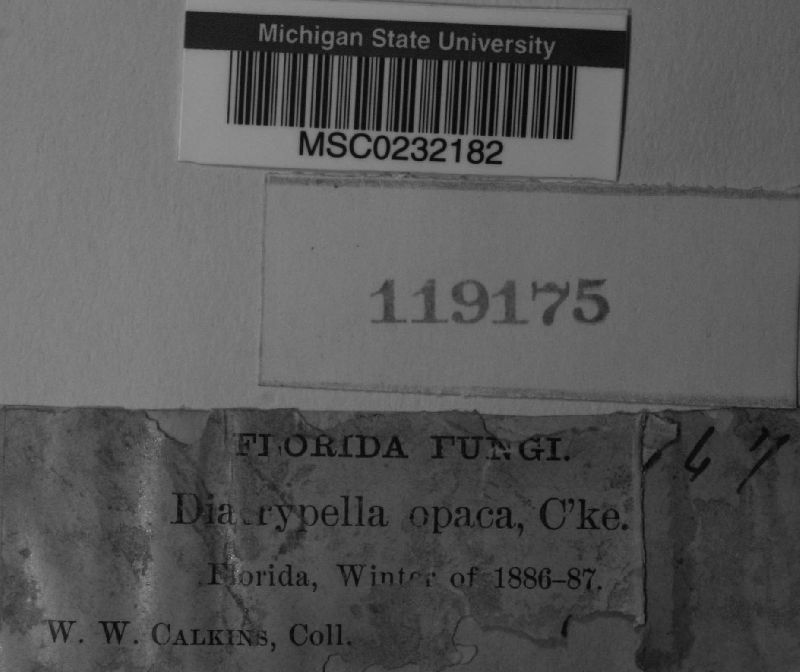 Michigan State University
MSC0232182
119175
FLORIDA FUNGI.
Diatrypella opaca, C'ke.
Florida, Winter of 1886-87.
W. W. CALKINS, Coll.